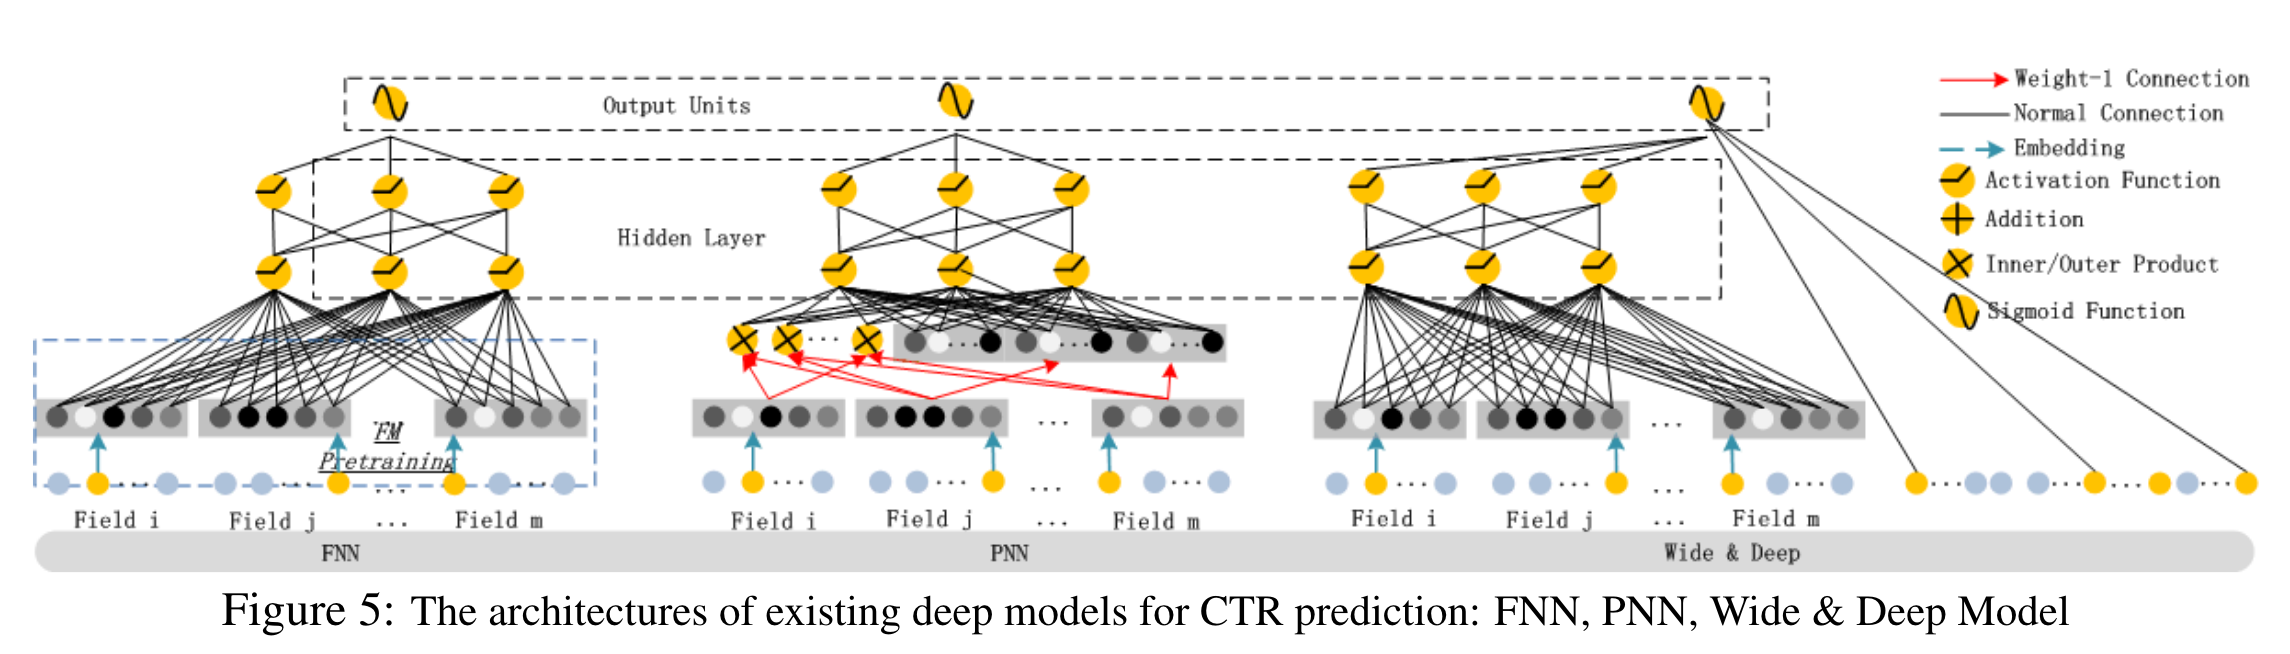 Output Units
Hidden Layer
Weight-1 Connection
Normal Connection
Embedding
Activation Function
Addition
Inner/Outer Product
Sigmoid Function
FM
Pretraining
Field i Field j ... Field m
Field i Field j ... Field m
Field i Field j ... Field m
FNN PNN Wide & Deep
Figure 5: The architectures of existing deep models for CTR prediction: FNN, PNN, Wide & Deep Model